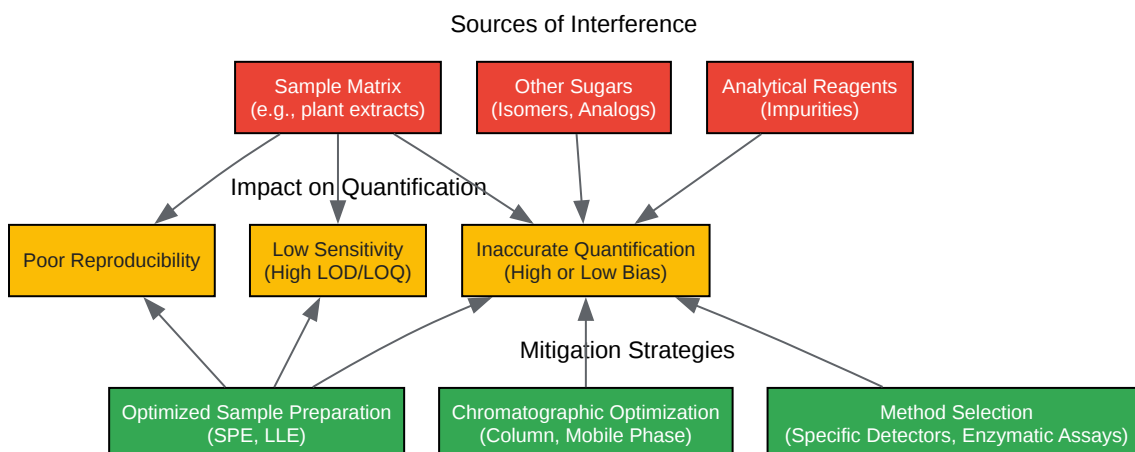 Sources of Interference
Sample Matrix
(e.g., plant extracts)
Other Sugars
(Isomers, Analogs)
Analytical Reagents
(Impurities)
Impact on Quantification
Poor Reproducibility
Low Sensitivity
(High LOD/LOQ)
Inaccurate Quantification
(High or Low Bias)
Mitigation Strategies
Optimized Sample Preparation
(SPE, LLE)
Chromatographic Optimization
(Column, Mobile Phase)
Method Selection
(Specific Detectors, Enzymatic Assays)